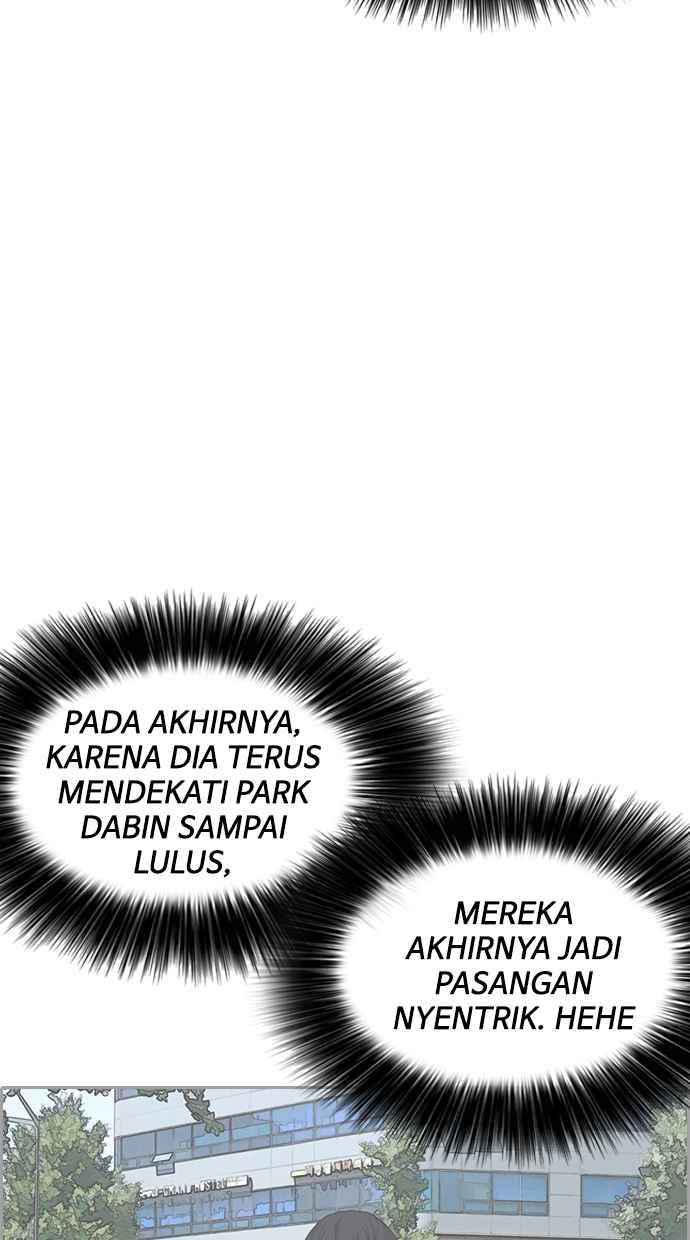 PADA AKHIRNYA,
KARENA DIA TERUS
MENDEKATI PARK
DABIN SAMPAI
LULUS,
MEREKA
AKHIRNYA JADI
PASANGAN
NYENTRIK. HEHE